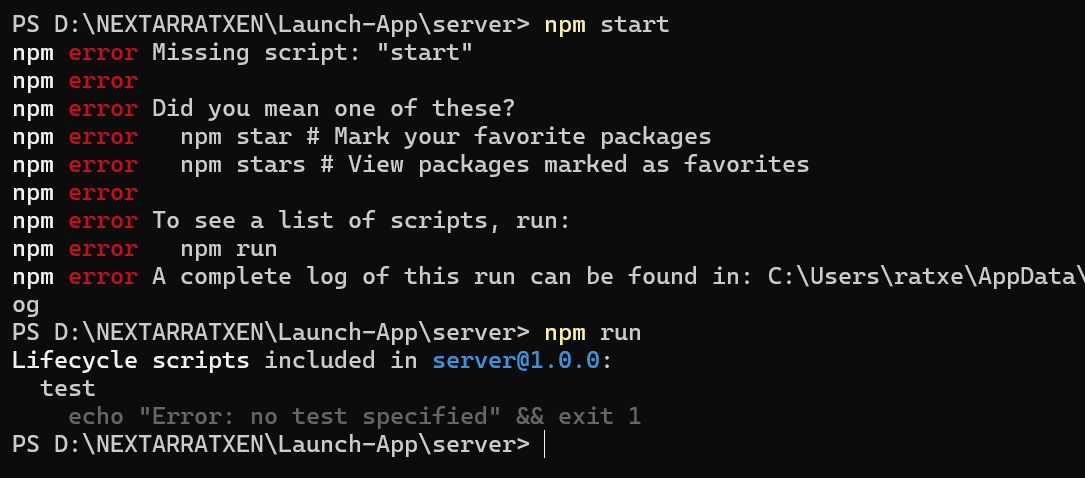 PS D:\NEXTARRATXEN\Launch-App\server> npm start
npm error Missing script: "start"
npm error
npm error Did you mean one of these?
npm error   npm star # Mark your favorite packages
npm error   npm stars # View packages marked as favorites
npm error
npm error To see a list of scripts, run:
npm error   npm run
npm error A complete log of this run can be found in: C:\Users\ratxe\AppData\
og
PS D:\NEXTARRATXEN\Launch-App\server> npm run
Lifecycle scripts included in server@1.0.0:
  test
    echo "Error: no test specified" && exit 1
PS D:\NEXTARRATXEN\Launch-App\server>